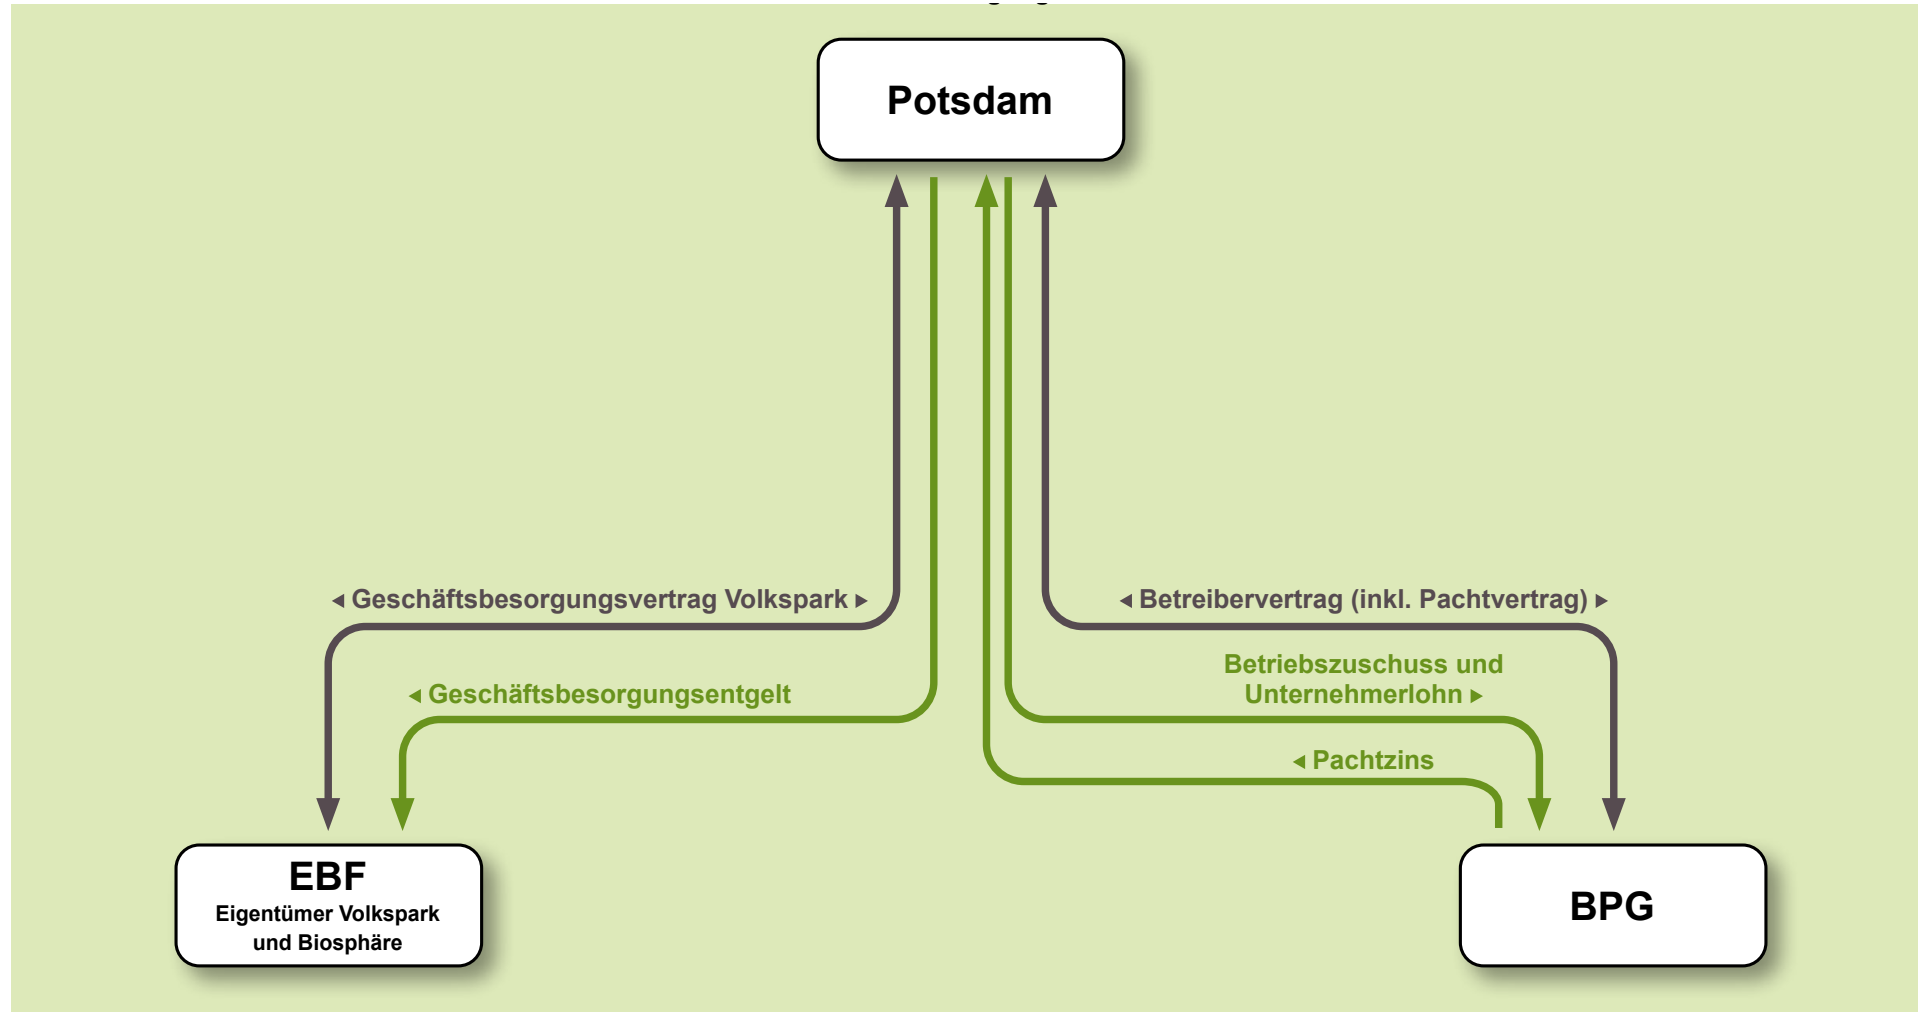 Potsdam
◄ Geschäftsbesorgungsvertrag Volkspark ►
◄ Betreibervertrag (inkl. Pachtvertrag) ►
Betriebszuschuss und
Unternehmerlohn ►
◄ Geschäftsbesorgungsentgelt
◄ Pachtzins
EBF
Eigentümer Volkspark
und Biosphäre
BPG